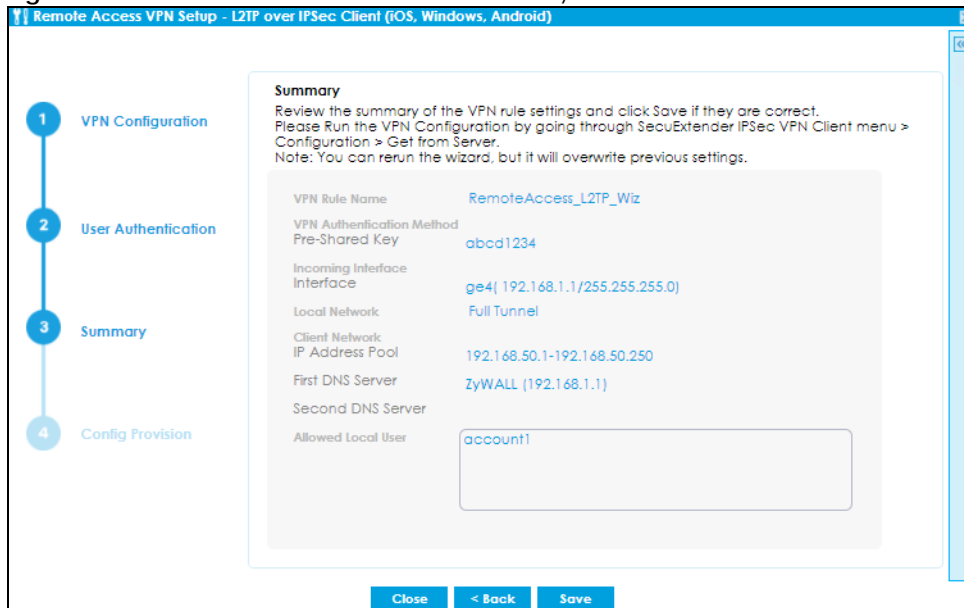 Remote Access VPN Setup - L2TP over IPSec Client (iOS, Windows, Android)
1 VPN Configuration
2 User Authentication
3 Summary
4 Config Provision
Summary
Review the summary of the VPN rule settings and click Save if they are correct.
Please Run the VPN Configuration by going through SecuExtender IPSec VPN Client menu >
Configuration > Get from Server.
Note: You can rerun the wizard, but it will overwrite previous settings.
VPN Rule Name RemoteAccess_L2TP_Wiz
VPN Authentication Method
Pre-Shared Key abcd1234
Incoming Interface
Interface ge4( 192.168.1.1/255.255.255.0)
Local Network Full Tunnel
Client Network
IP Address Pool 192.168.50.1-192.168.50.250
First DNS Server ZyWALL (192.168.1.1)
Second DNS Server
Allowed Local User account1
Close < Back Save